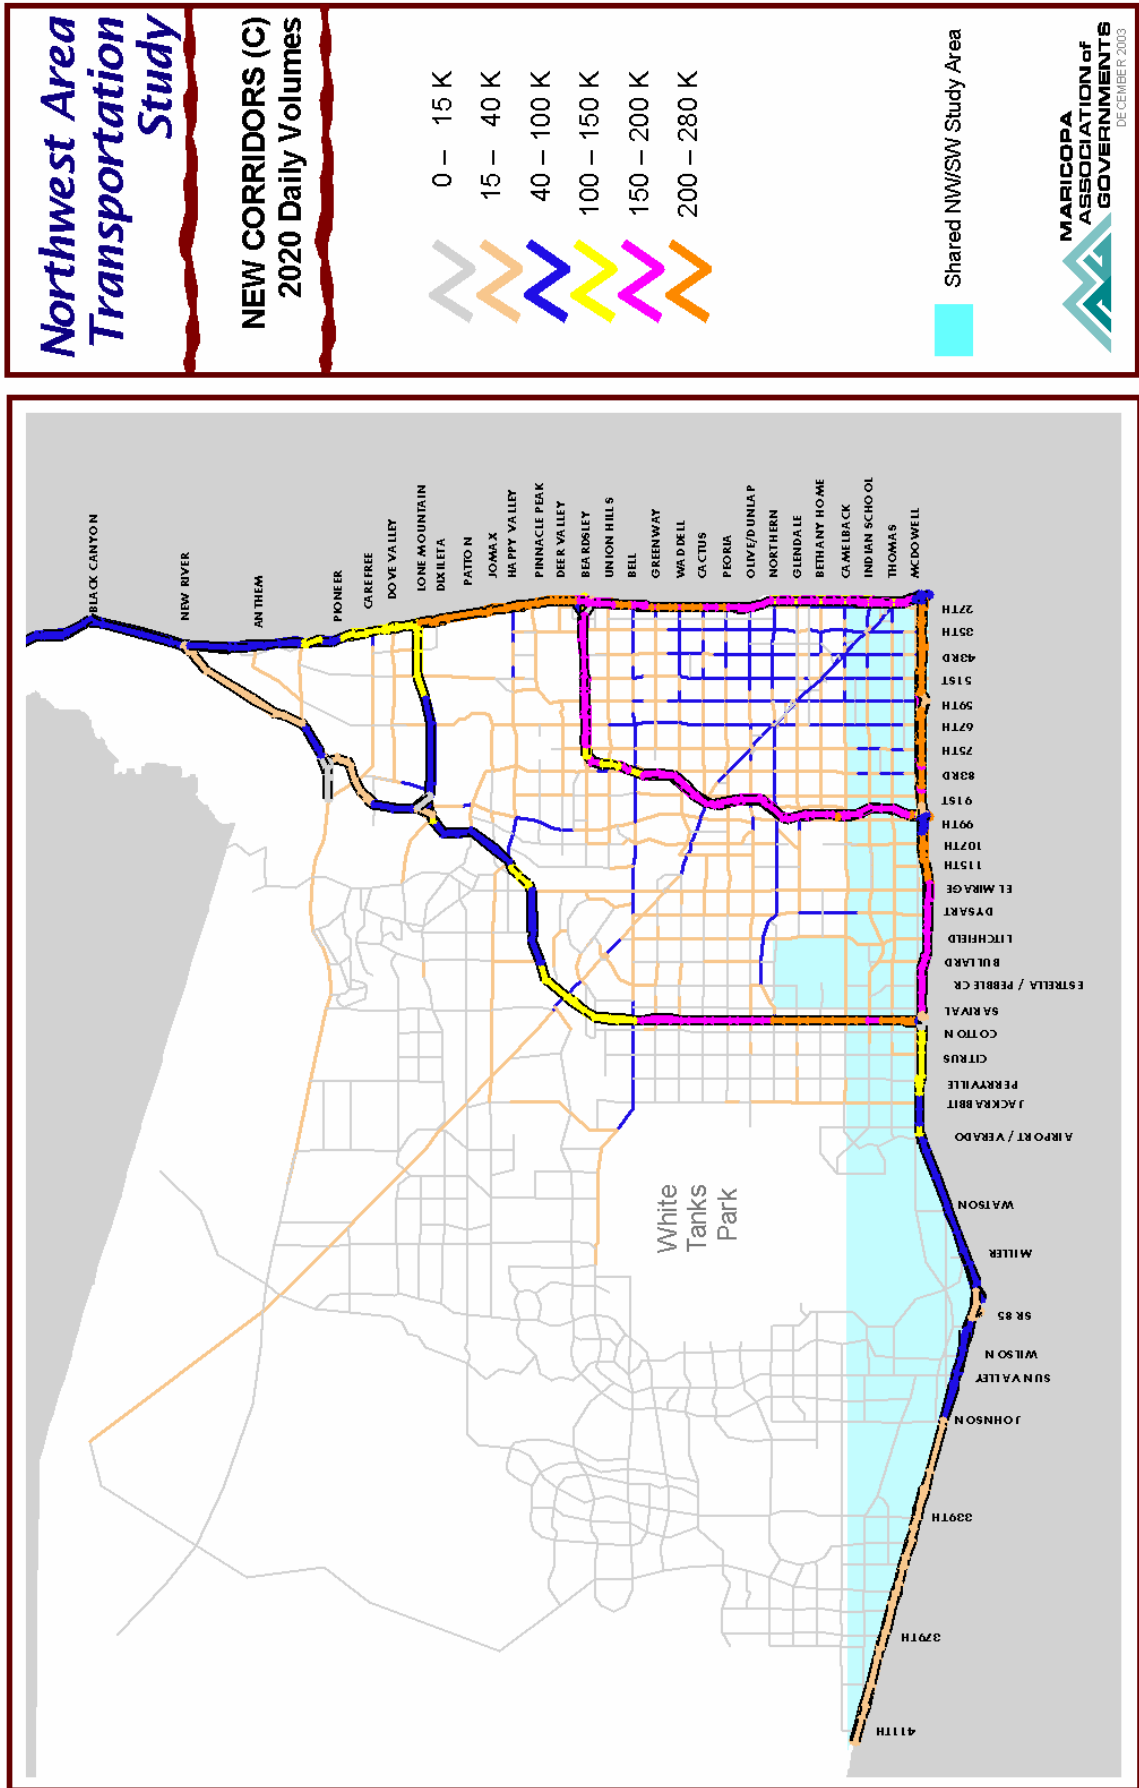 Northwest Area
Transportation
Study
NEW CORRIDORS (C)
2020 Daily Volumes
0 – 15 K
15 – 40 K
40 – 100 K
100 – 150 K
150 – 200 K
200 – 280 K
Shared NW/SW Study Area
MARICOPA
ASSOCIATION of
GOVERNMENTS
DECEMBER 2003
BLACK CANYON
NEW RIVER
ANTHEM
PIONEER
CAREFREE
DOVE VALLEY
LONE MOUNTAIN
DIXILETA
PATION
JOMAX
HAPPY VALLEY
PINNACLE PEAK
DEER VALLEY
BEARDSLEY
UNION HILLS
BELL
GREENWAY
WADDELL
CACTUS
PEORIA
OLIVE/DUNLAP
NORTHERN
GLENDALE
BETHANY HOME
CAMELBACK
INDIAN SCHOOL
THOMAS
MCDOWELL
27TH
35TH
43RD
51ST
59TH
67TH
75TH
83RD
91ST
99TH
107TH
115TH
EL MIRAGE
DYSART
LITCHFIELD
BULLARD
ESTRELLA / PEBBLE CR
SARIVAL
COTTON
CITRUS
PERRYVILLE
JACKRABBIT
AIRPORT / VERADO
WATSON
MILLER
SR 85
WILSON
SUN VALLEY
JOHNSON
339TH
379TH
411TH
White
Tanks
Park